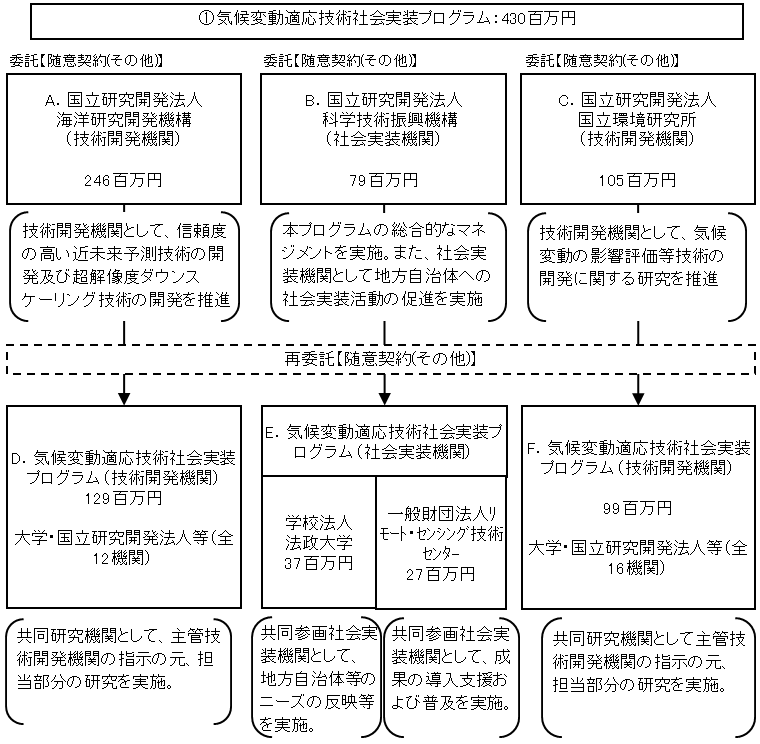 ①気候変動適応技術社会実装プログラム：430百万円
委託【随意契約(その他)】
A．国立研究開発法人
海洋研究開発機構
（技術開発機関）
246百万円
技術開発機関として、信頼度
の高い近未来予測技術の開
発及び超解像度ダウンス
ケーリング技術の開発を推進
委託【随意契約(その他)】
B．国立研究開発法人
科学技術振興機構
（社会実装機関）
79百万円
本プログラムの総合的なマネ
ジメントを実施。また、社会実
装機関として地方自治体への
社会実装活動の促進を実施
委託【随意契約(その他)】
C．国立研究開発法人
国立環境研究所
（技術開発機関）
105百万円
技術開発機関として、気候
変動の影響評価等技術の
開発に関する研究を推進
再委託【随意契約(その他)】
D．気候変動適応技術社会実装
プログラム（技術開発機関）
129百万円
大学・国立研究開発法人等（全
12機関）
共同研究機関として、主管技
術開発機関の指示の元、担
当部分の研究を実施。
E．気候変動適応技術社会実装プ
ログラム（社会実装機関）
学校法人
法政大学
37百万円
共同参画社会実
装機関として、
地方自治体等の
ニーズの反映等
を実施。
一般財団法人ﾘ
ﾓｰﾄ・ｾﾝｼﾝｸﾞ技術
ｾﾝﾀｰ
27百万円
共同参画社会実
装機関として、成
果の導入支援お
よび普及を実施。
F．気候変動適応技術社会実装
プログラム（技術開発機関）
99百万円
大学・国立研究開発法人等（全
16機関）
共同研究機関として主管技
術開発機関の指示の元、
担当部分の研究を実施。